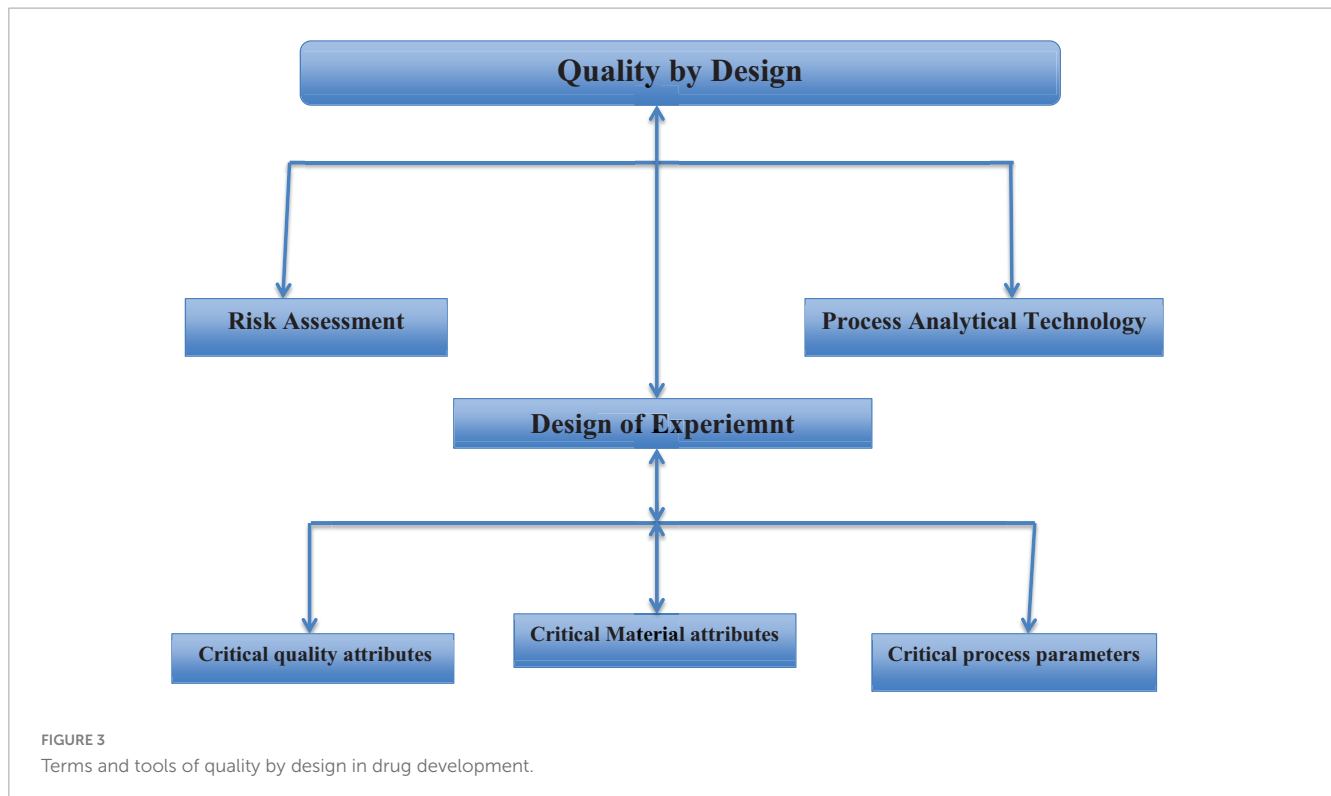 Quality by Design
Risk Assessment
Process Analytical Technology
Design of Experiemnt
Critical quality attributes
Critical Material attributes
Critical process parameters
FIGURE 3
Terms and tools of quality by design in drug development.